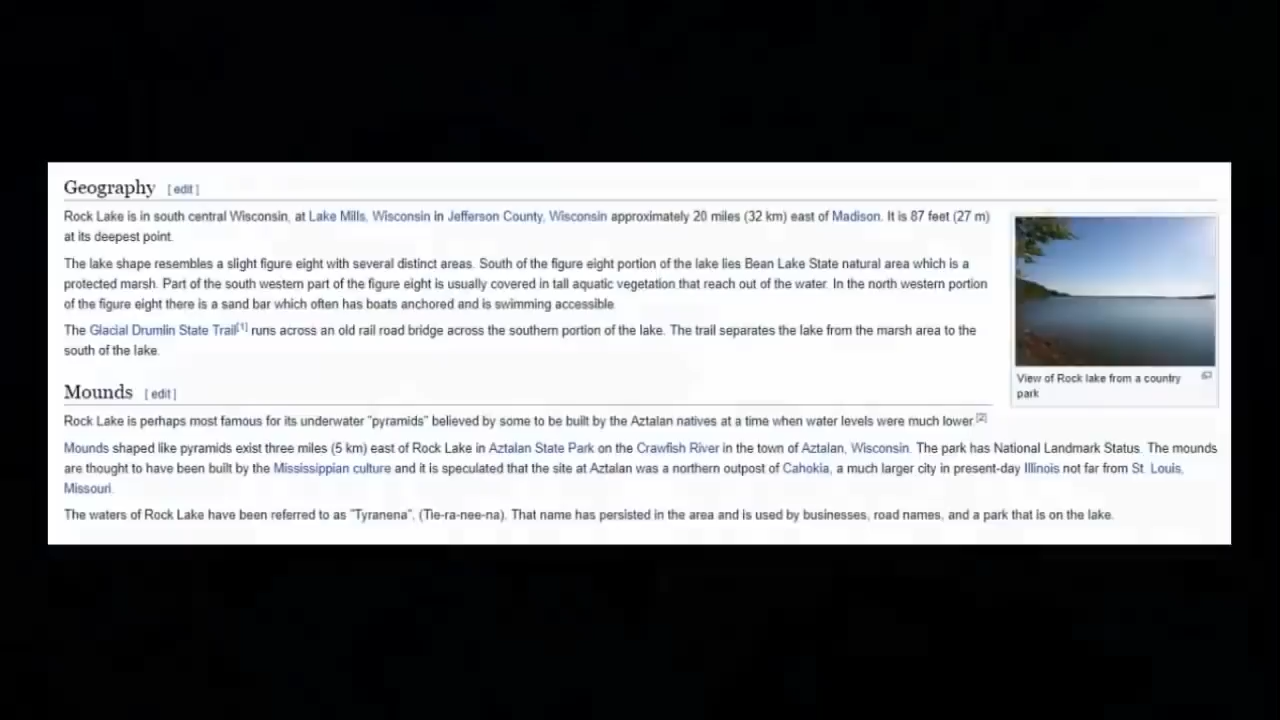 Geography [ edit ]
Rock Lake is in south central Wisconsin, at Lake Mills, Wisconsin in Jefferson County, Wisconsin approximately 20 miles (32 km) east of Madison. It is 87 feet (27 m)
at its deepest point.
The lake shape resembles a slight figure eight with several distinct areas. South of the figure eight portion of the lake lies Bean Lake State natural area which is a
protected marsh. Part of the south western part of the figure eight is usually covered in tall aquatic vegetation that reach out of the water. In the north western portion
of the figure eight there is a sand bar which often has boats anchored and is swimming accessible.
The Glacial Drumlin State Trail[1] runs across an old rail road bridge across the southern portion of the lake. The trail separates the lake from the marsh area to the
south of the lake.
View of Rock lake from a country
park
Mounds [ edit ]
Rock Lake is perhaps most famous for its underwater "pyramids" believed by some to be built by the Aztalan natives at a time when water levels were much lower.[2]
Mounds shaped like pyramids exist three miles (5 km) east of Rock Lake in Aztalan State Park on the Crawfish River in the town of Aztalan, Wisconsin. The park has National Landmark Status. The mounds
are thought to have been built by the Mississippian culture and it is speculated that the site at Aztalan was a northern outpost of Cahokia, a much larger city in present-day Illinois not far from St. Louis,
Missouri.
The waters of Rock Lake have been referred to as "Tyranena", (Tie-ra-nee-na). That name has persisted in the area and is used by businesses, road names, and a park that is on the lake.